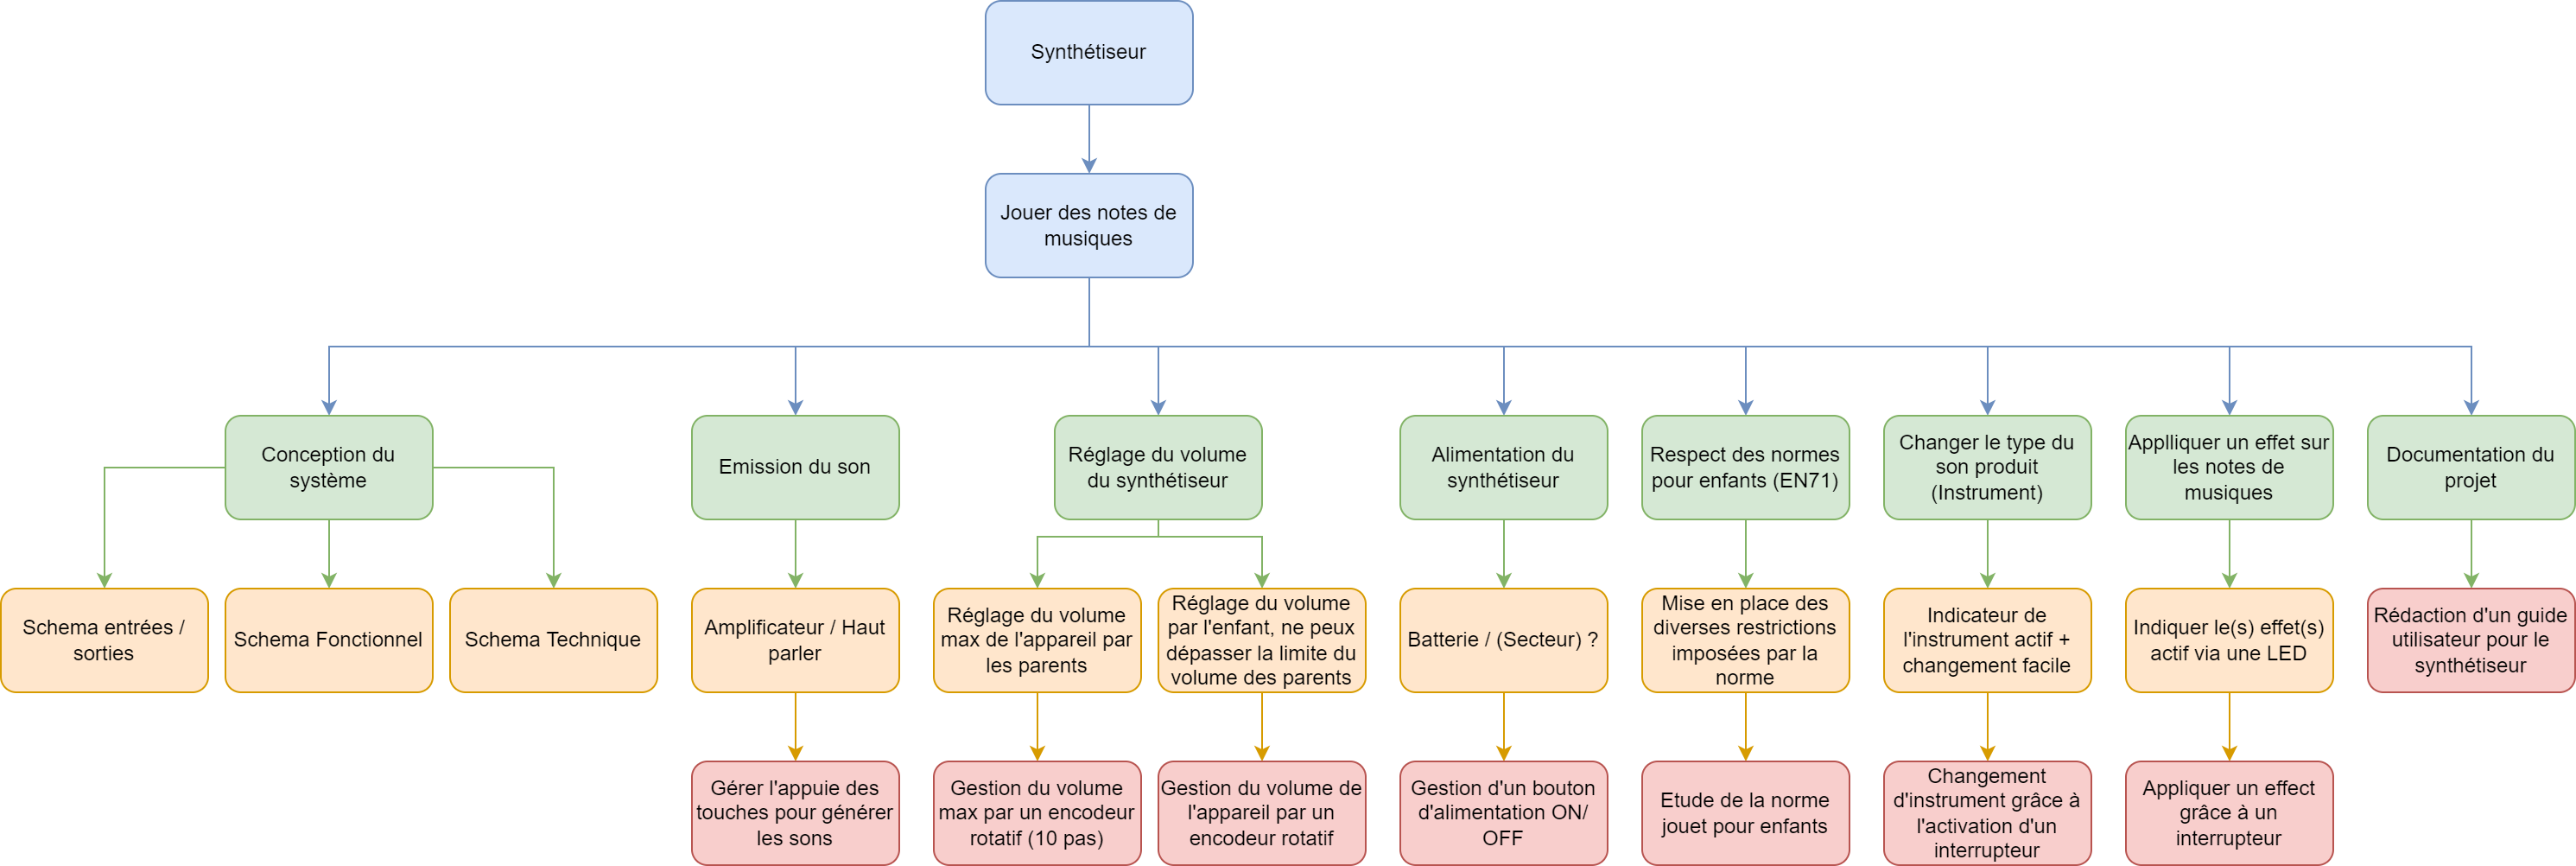 Synthétiseur
Jouer des notes de
musiques
Conception du
système
Emission du son
Réglage du volume
du synthétiseur
Alimentation du
synthétiseur
Respect des normes
pour enfants (EN71)
Changer le type du
son produit
(Instrument)
Applliquer un effet sur
les notes de
musiques
Documentation du
projet
Schema entrées /
sorties
Schema Fonctionnel
Schema Technique
Amplificateur / Haut
parler
Réglage du volume
max de l'appareil par
les parents
Réglage du volume
par l'enfant, ne peux
dépasser la limite du
volume des parents
Batterie / (Secteur) ?
Mise en place des
diverses restrictions
imposées par la
norme
Indicateur de
l'instrument actif +
changement facile
Indiquer le(s) effet(s)
actif via une LED
Rédaction d'un guide
utilisateur pour le
synthétiseur
Gérer l'appuie des
touches pour générer
les sons
Gestion du volume
max par un encodeur
rotatif (10 pas)
Gestion du volume de
l'appareil par un
encodeur rotatif
Gestion d'un bouton
d'alimentation ON/
OFF
Etude de la norme
jouet pour enfants
Changement
d'instrument grâce à
l'activation d'un
interrupteur
Appliquer un effect
grâce à un
interrupteur